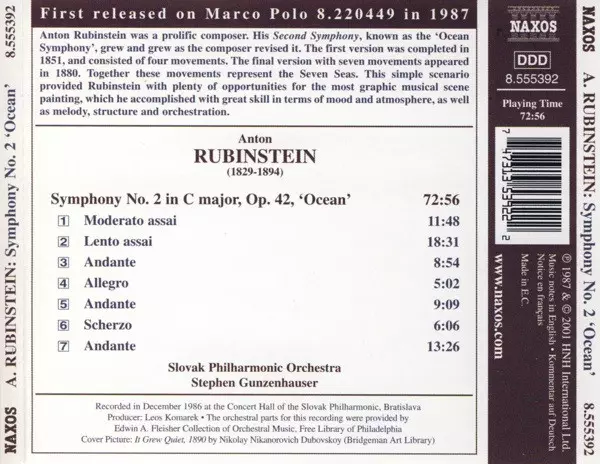 First released on Marco Polo 8.220449 in 1987
Anton Rubinstein was a prolific composer. His Second Symphony, known as the ‘Ocean
Symphony’, grew and grew as the composer revised it. The first version was completed in
1851, and consisted of four movements. The final version with seven movements appeared
in 1880. Together these movements represent the Seven Seas. This simple scenario
provided Rubinstein with plenty of opportunities for the most graphic musical scene
painting, which he accomplished with great skill in terms of mood and atmosphere, as well
as melody, structure and orchestration.
Anton
RUBINSTEIN
(1829-1894)
Symphony No. 2 in C major, Op. 42, ‘Ocean’ 72:56
1 Moderato assai 11:48
2 Lento assai 18:31
3 Andante 8:54
4 Allegro 5:02
5 Andante 9:09
6 Scherzo 6:06
7 Andante 13:26
Slovak Philharmonic Orchestra
Stephen Gunzenhauser
Recorded in December 1986 at the Concert Hall of the Slovak Philharmonic, Bratislava
Producer: Leos Komarek • The orchestral parts for this recording were provided by
Edwin A. Fleisher Collection of Orchestral Music, Free Library of Philadelphia
Cover Picture: It Grew Quiet, 1890 by Nikolay Nikanorovich Dubovskoy (Bridgeman Art Library)
NAXOS
DDD
8.555392
Playing Time
72:56
7 47313 53922 2
www.naxos.com
℗ 1987 & © 2001 HNH International Ltd.
Music notes in English • Kommentar auf Deutsch
Notice en français
Made in E.C.
NAXOS A. RUBINSTEIN: Symphony No. 2 ‘Ocean’ 8.555392
NAXOS A. RUBINSTEIN: Symphony No. 2 ‘Ocean’ 8.555392